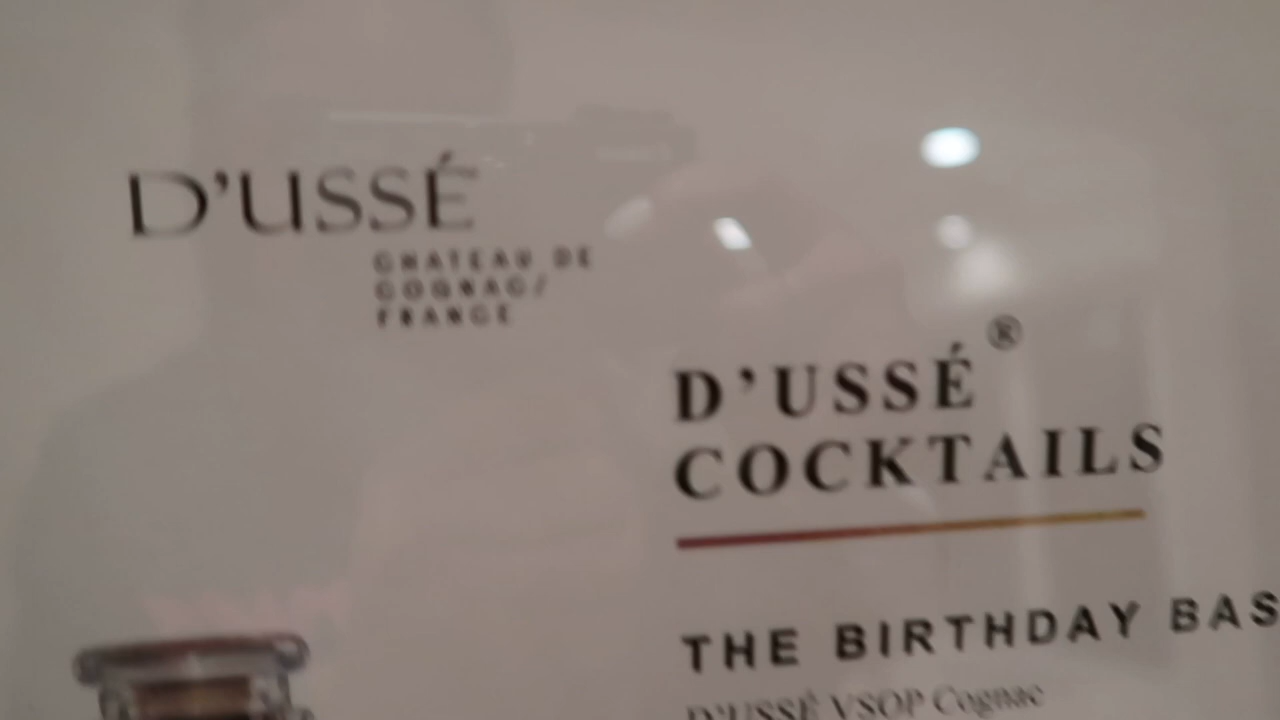 D'USSÉ
CHATEAU DE
COGNAC/
FRANCE
D'USSÉ®
COCKTAILS
THE BIRTHDAY BAS
D'USSÉ VSOP Cognac